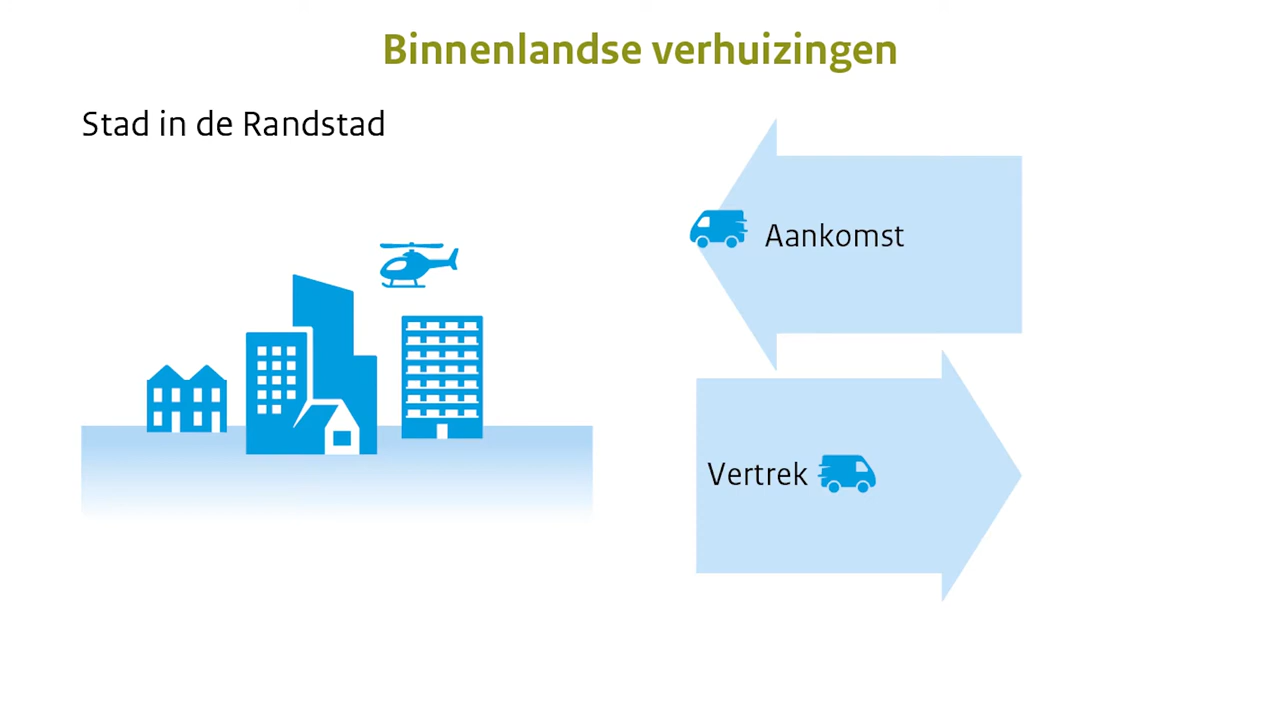 Binnenlandse verhuizingen
Stad in de Randstad
Aankomst
Vertrek